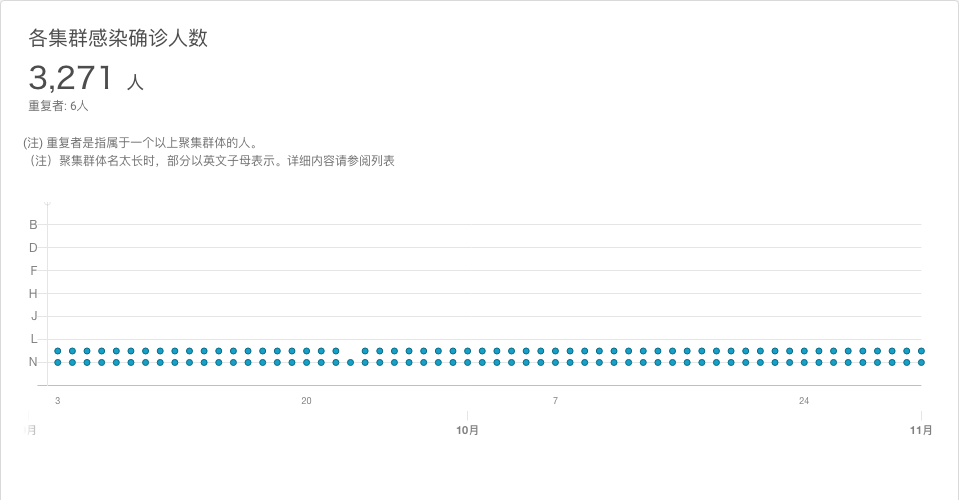 各集群感染确诊人数
3,271 人
重复者: 6人
(注) 重复者是指属于一个以上聚集群体的人。
（注）聚集群体名太长时，部分以英文子母表示。详细内容请参阅列表
B
D
F
H
J
L
N
3 20 7 24
月 10月 11月